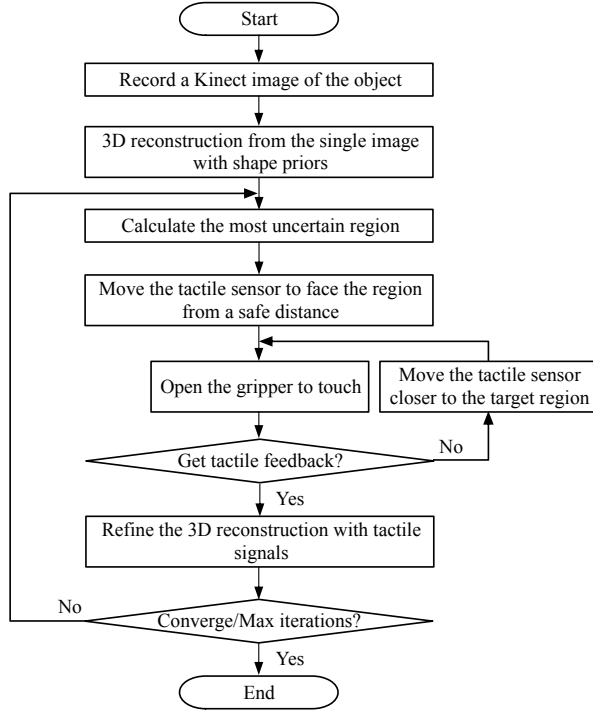 Start
Record a Kinect image of the object
3D reconstruction from the single image
with shape priors
Calculate the most uncertain region
Move the tactile sensor to face the region
from a safe distance
Open the gripper to touch
Move the tactile sensor
closer to the target region
Get tactile feedback?
No
Yes
Refine the 3D reconstruction with tactile
signals
No
Converge/Max iterations?
Yes
End